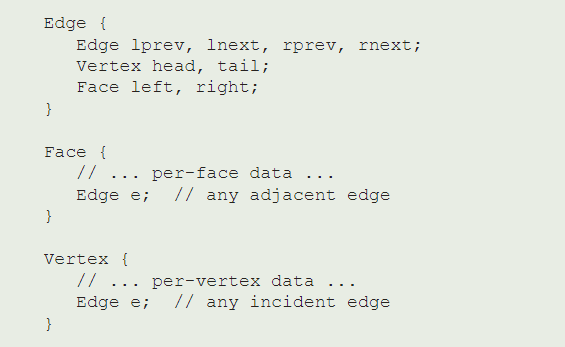 Edge {
   Edge lprev, lnext, rprev, rnext;
   Vertex head, tail;
   Face left, right;
}

Face {
   // ... per-face data ...
   Edge e;  // any adjacent edge
}

Vertex {
   // ... per-vertex data ...
   Edge e;  // any incident edge
}